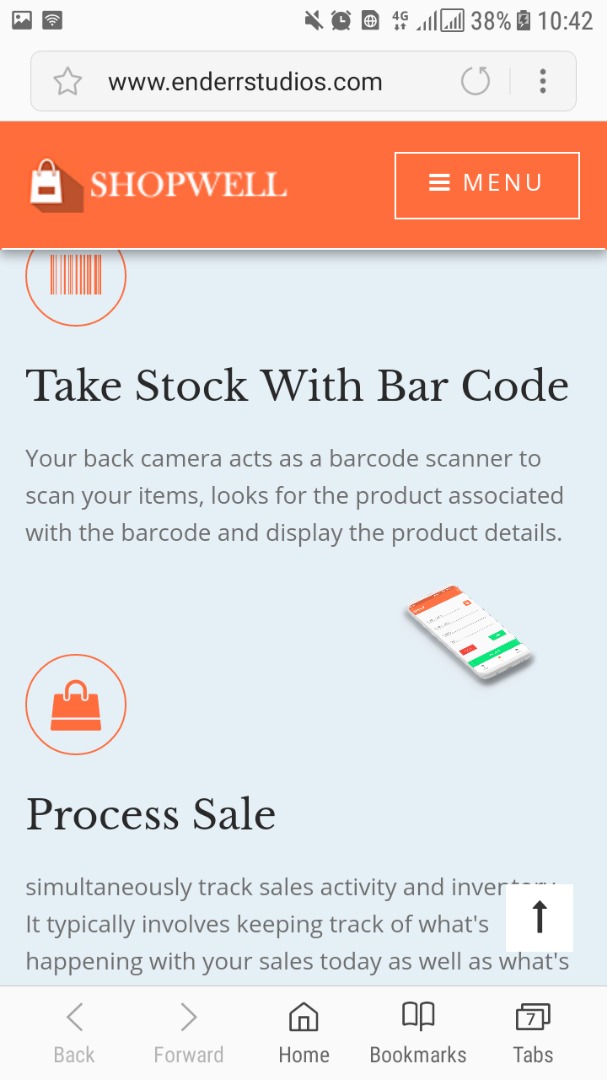 4G 38% 10:42
www.enderrstudios.com
SHOPWELL
MENU
Take Stock With Bar Code
Your back camera acts as a barcode scanner to
scan your items, looks for the product associated
with the barcode and display the product details.
Process Sale
simultaneously track sales activity and inventory.
It typically involves keeping track of what's
happening with your sales today as well as what's
7
Back Forward Home Bookmarks Tabs